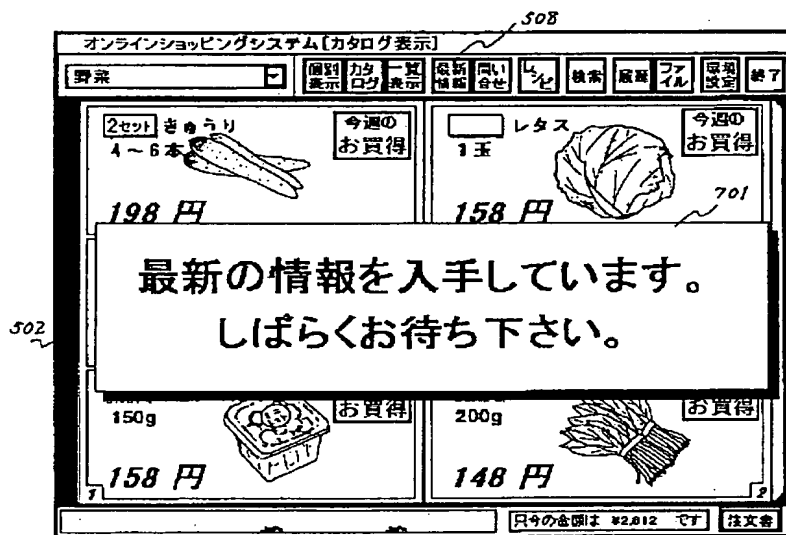 508
オンラインショッピングシステム[カタログ表示]
野菜
個別表示 カタログ 一覧表示 最新情報 問い合せ レシピ 検索 履歴 ファイル 環境設定 終了
2セット きゅうり
4～6本
今週の
お買得
198 円
レタス
1玉
今週の
お買得
158 円
701
最新の情報を入手しています。
しばらくお待ち下さい。
502
150g
お買得
158 円
1
200g
お買得
148 円
2
只今の金額は ¥2,812 です
注文書